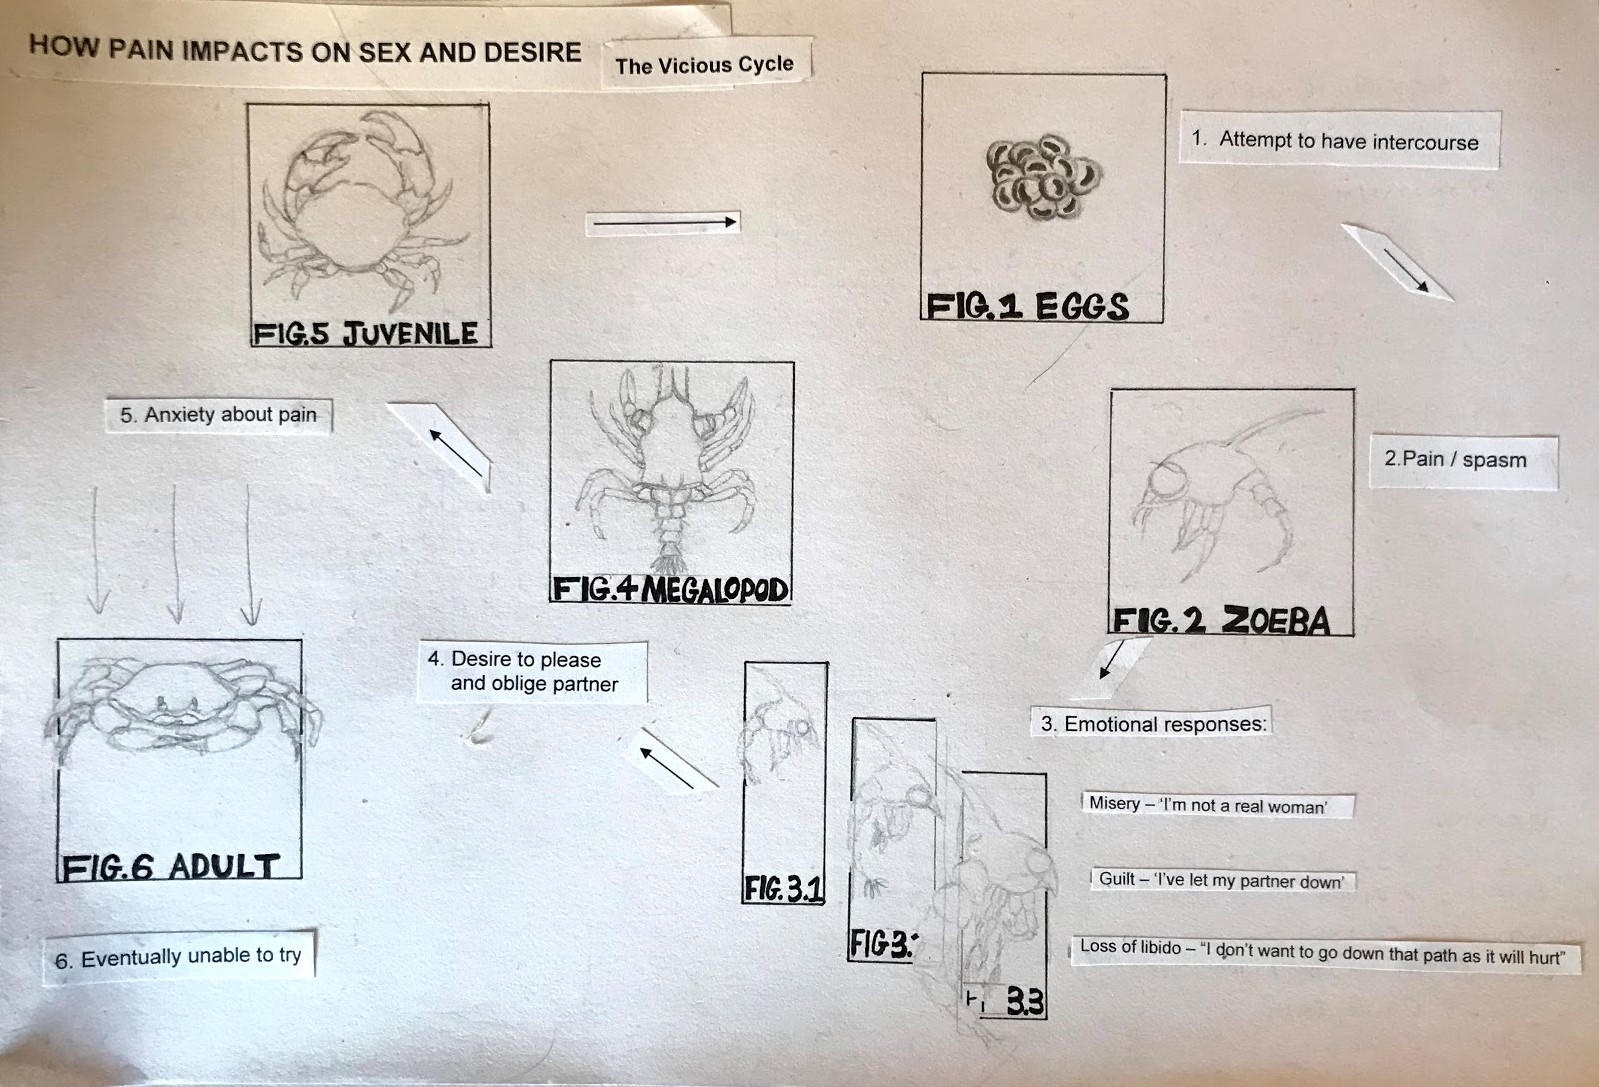 HOW PAIN IMPACTS ON SEX AND DESIRE
The Vicious Cycle
FIG.1 EGGS
1. Attempt to have intercourse
FIG. 2 ZOEBA
2.Pain / spasm
3. Emotional responses:
Misery – 'I'm not a real woman'
Guilt – 'I've let my partner down'
Loss of libido – "I don't want to go down that path as it will hurt"
FIG. 3.1
FIG3.
3.3
FIG.4 MEGALOPOD
4. Desire to please
and oblige partner
FIG.5 JUVENILE
5. Anxiety about pain
FIG.6 ADULT
6. Eventually unable to try